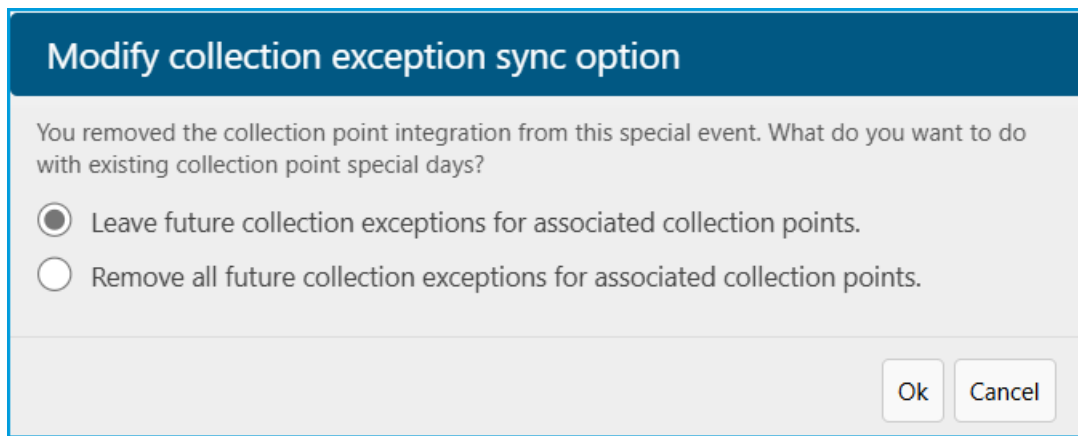 Modify collection exception sync option
You removed the collection point integration from this special event. What do you want to do
with existing collection point special days?
Leave future collection exceptions for associated collection points.
Remove all future collection exceptions for associated collection points.
Ok Cancel